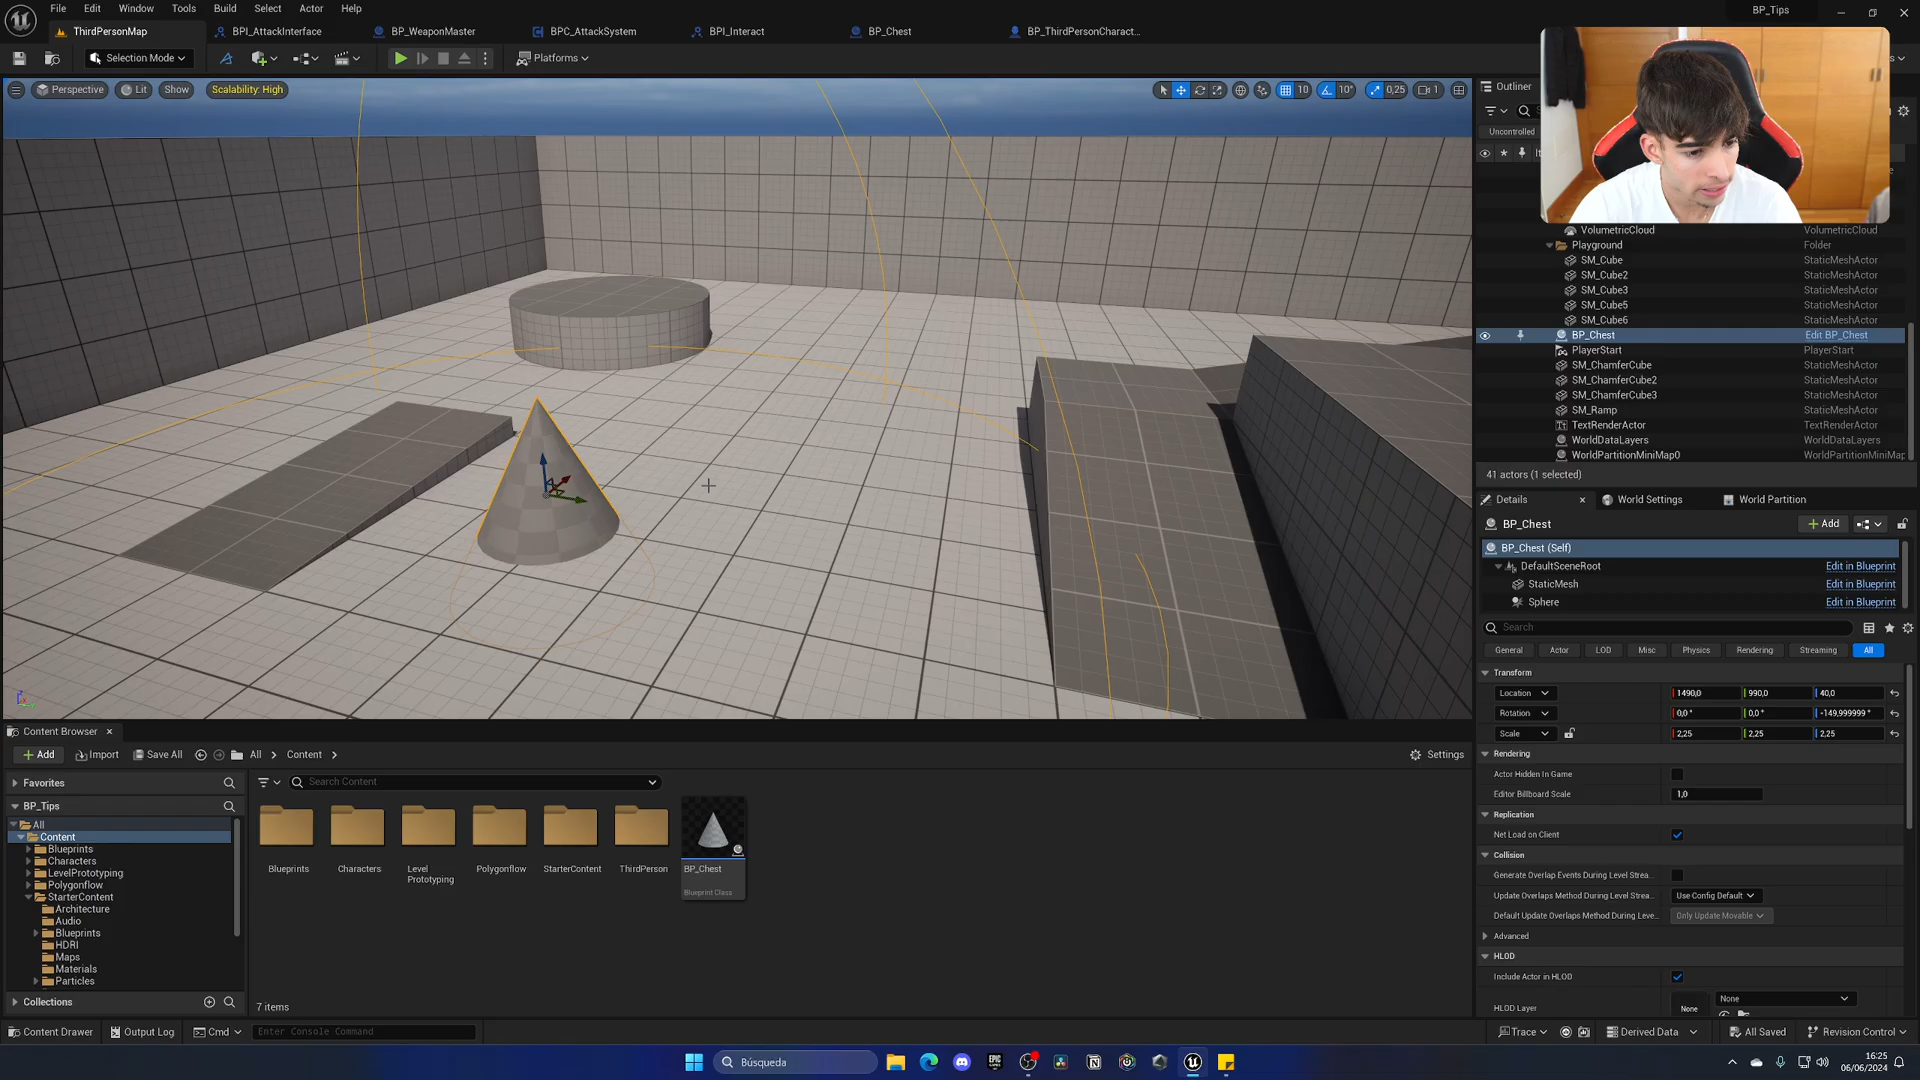 File Edit Window Tools Build Select Actor Help
BP_Tips
ThirdPersonMap BPI_AttackInterface BP_WeaponMaster BPC_AttackSystem BPI_Interact BP_Chest BP_ThirdPersonCharact...
Selection Mode Platforms
Perspective Lit Show Scalability: High
10 10° 0,25 1
Outliner
Uncontrolled
VolumetricCloud VolumetricCloud
Playground Folder
SM_Cube StaticMeshActor
SM_Cube2 StaticMeshActor
SM_Cube3 StaticMeshActor
SM_Cube5 StaticMeshActor
SM_Cube6 StaticMeshActor
BP_Chest Edit BP_Chest
PlayerStart PlayerStart
SM_ChamferCube StaticMeshActor
SM_ChamferCube2 StaticMeshActor
SM_ChamferCube3 StaticMeshActor
SM_Ramp StaticMeshActor
TextRenderActor TextRenderActor
WorldDataLayers WorldDataLayers
WorldPartitionMiniMap0 WorldPartitionMiniMap
41 actors (1 selected)
Details World Settings World Partition
BP_Chest Add
BP_Chest (Self)
DefaultSceneRoot Edit in Blueprint
StaticMesh Edit in Blueprint
Sphere Edit in Blueprint
Search
General Actor LOD Misc Physics Rendering Streaming All
Transform
Location 1490,0 990,0 40,0
Rotation 0,0 ° 0,0 ° -149,999999 °
Scale 2,25 2,25 2,25
Rendering
Actor Hidden In Game
Editor Billboard Scale 1,0
Replication
Net Load on Client
Collision
Generate Overlap Events During Level Strea...
Update Overlaps Method During Level Strea... Use Config Default
Default Update Overlaps Method During Leve... Only Update Movable
Advanced
HLOD
Include Actor in HLOD
HLOD Layer None None
Content Browser
Add Import Save All All Content Settings
Favorites
Search Content
BP_Tips
All
Content
Blueprints
Characters
LevelPrototyping
Polygonflow
StarterContent
Architecture
Audio
Blueprints
HDRI
Maps
Materials
Particles
Collections
Blueprints Characters Level Prototyping Polygonflow StarterContent ThirdPerson BP_Chest
Blueprint Class
7 items
Content Drawer Output Log Cmd Enter Console Command
Trace Derived Data All Saved Revision Control
Búsqueda
EPIC
16:25
06/06/2024